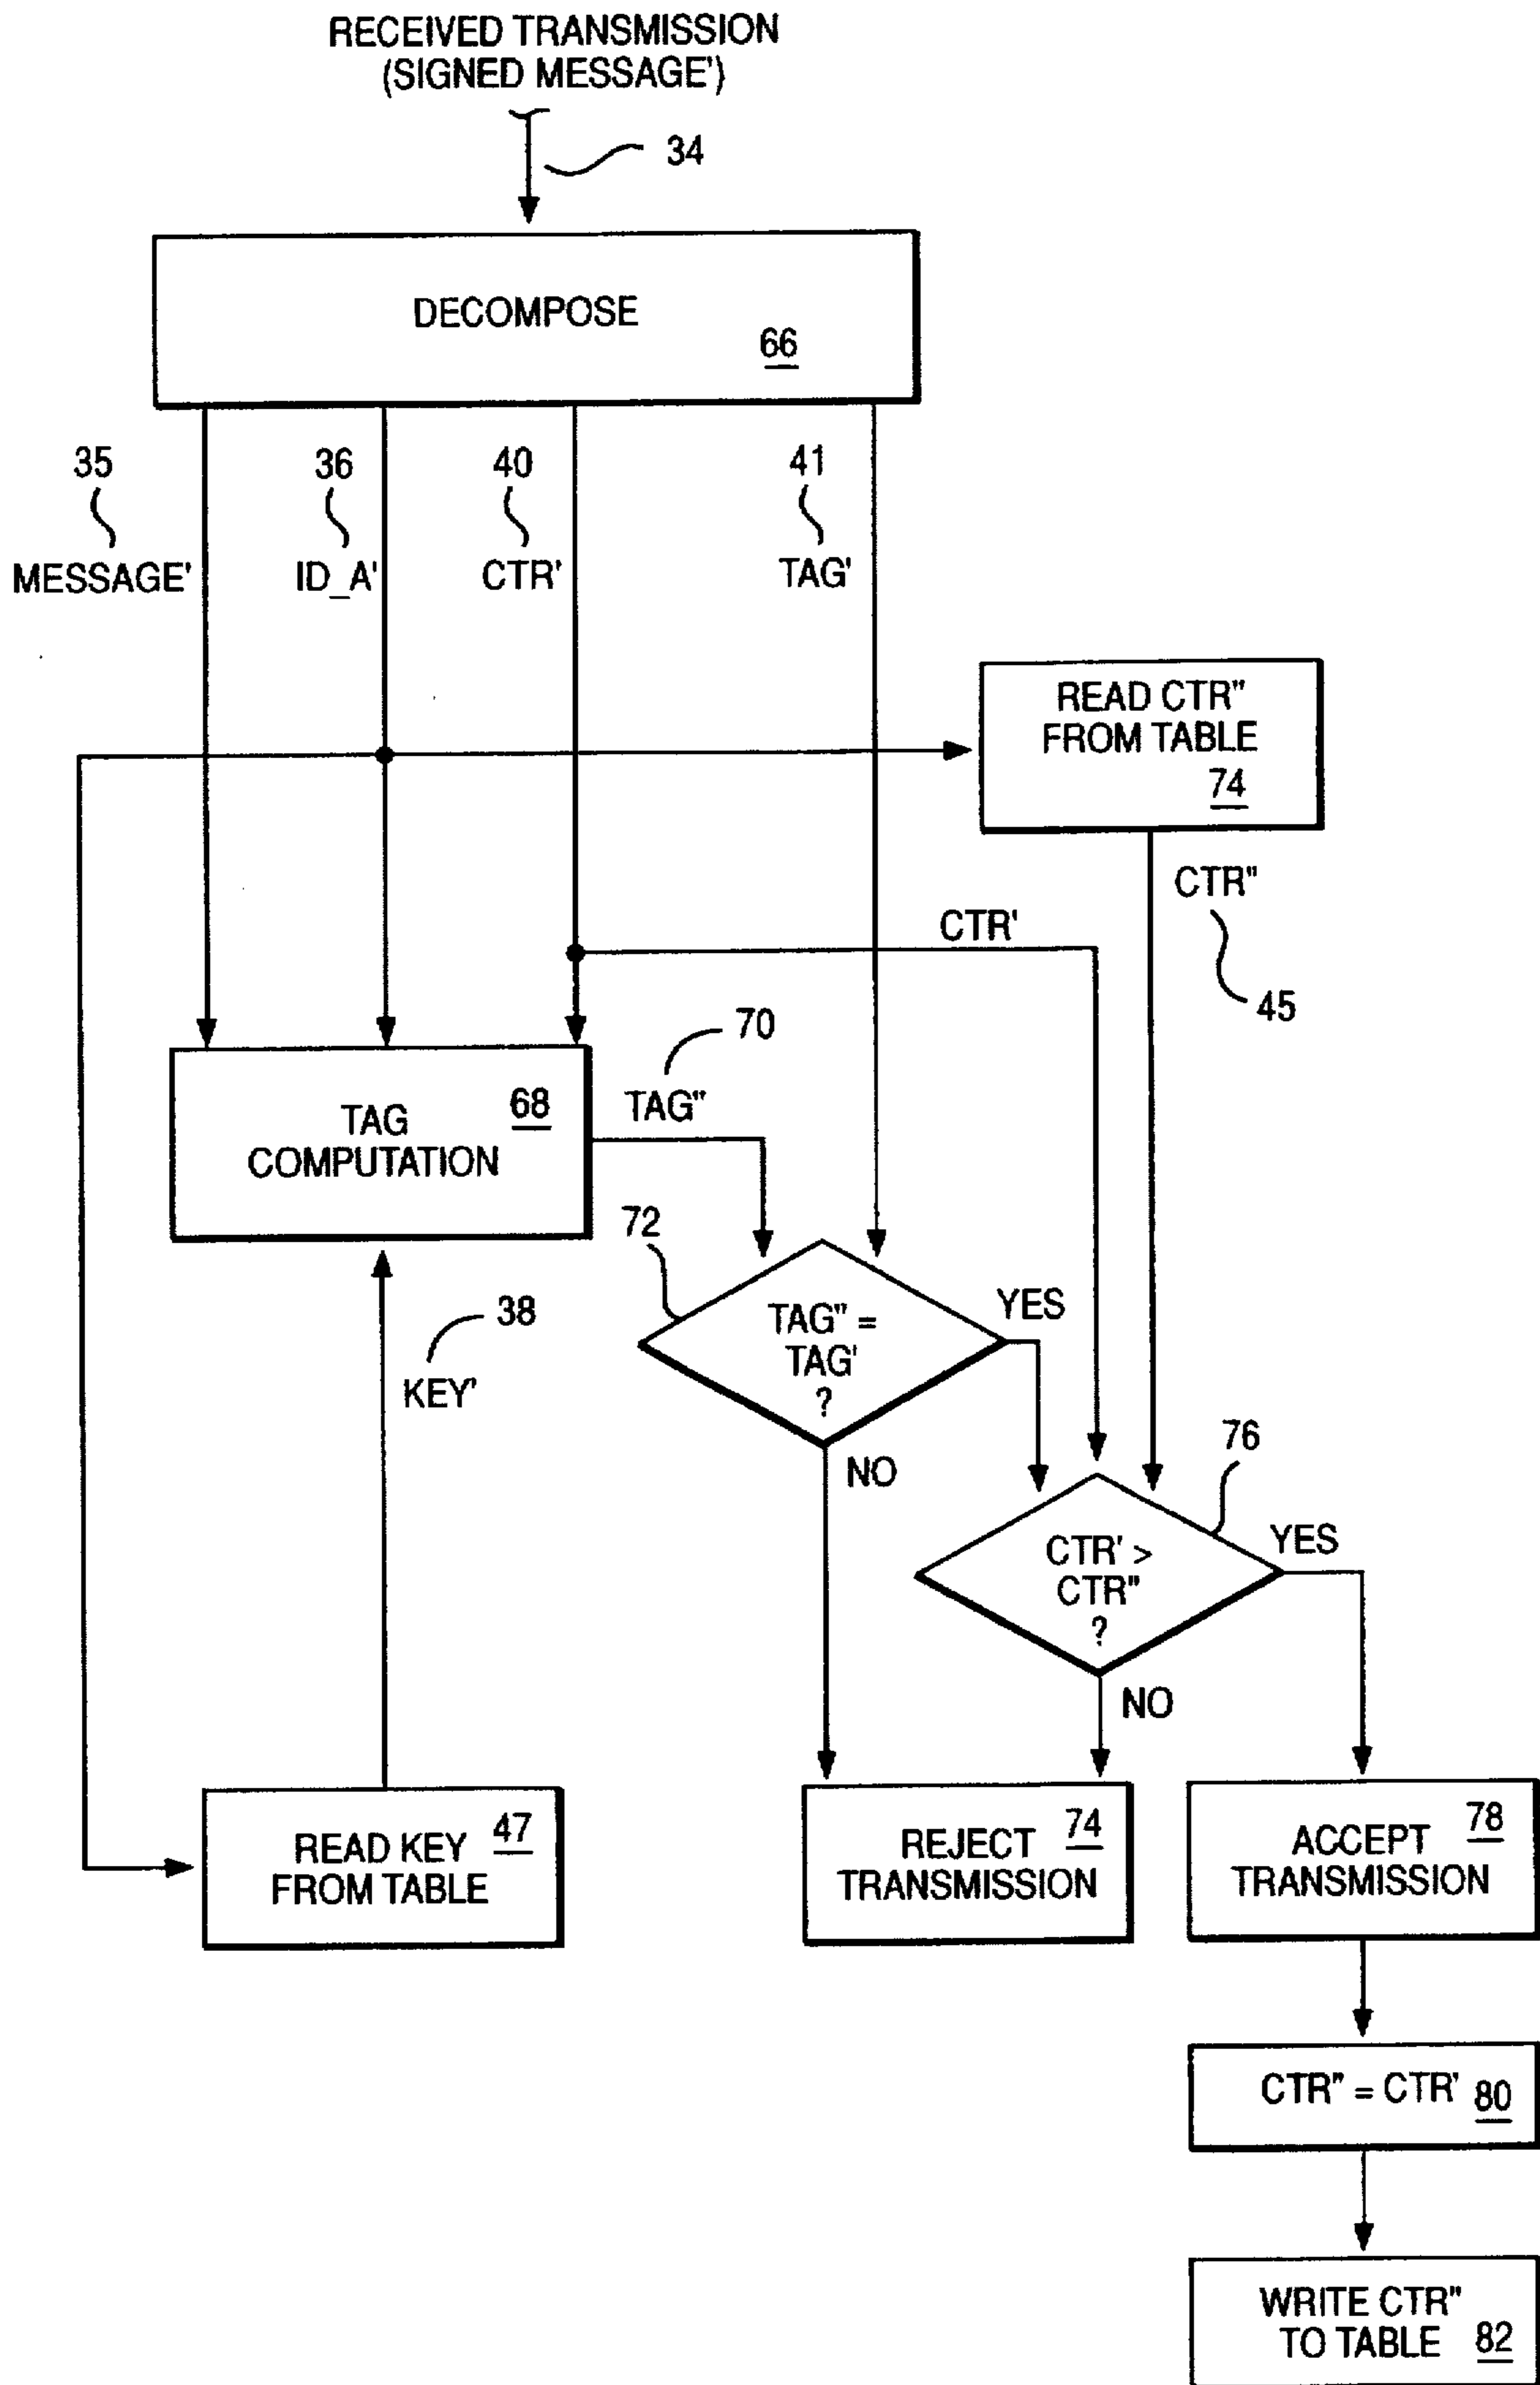 RECEIVED TRANSMISSION
(SIGNED MESSAGE')
34
DECOMPOSE
66
35
36
40
41
MESSAGE'
ID_A'
CTR'
TAG'
READ CTR"
FROM TABLE
74
CTR"
CTR'
45
70
TAG"
TAG
COMPUTATION
68
72
TAG" =
TAG'
?
YES
NO
38
KEY'
76
CTR' >
CTR"
?
YES
NO
READ KEY
FROM TABLE
47
REJECT
TRANSMISSION
74
ACCEPT
TRANSMISSION
78
CTR" = CTR'
80
WRITE CTR"
TO TABLE
82